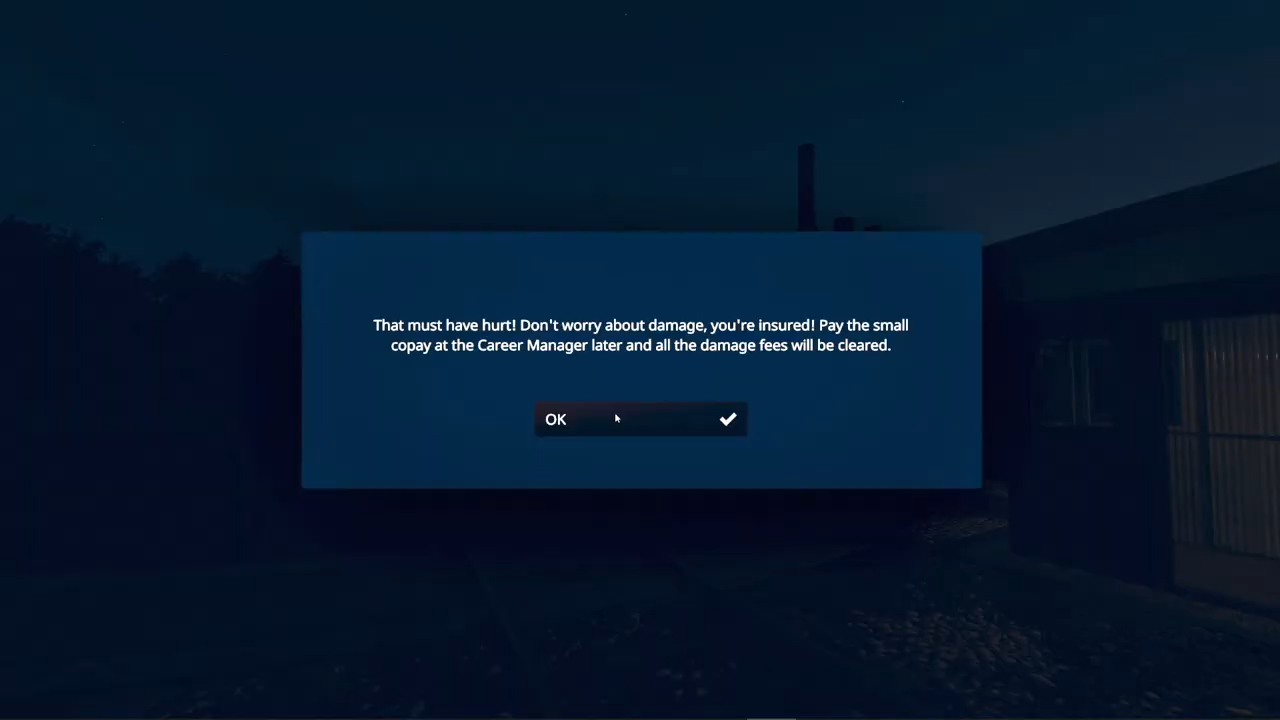 That must have hurt! Don't worry about damage, you're insured! Pay the small
copay at the Career Manager later and all the damage fees will be cleared.
OK